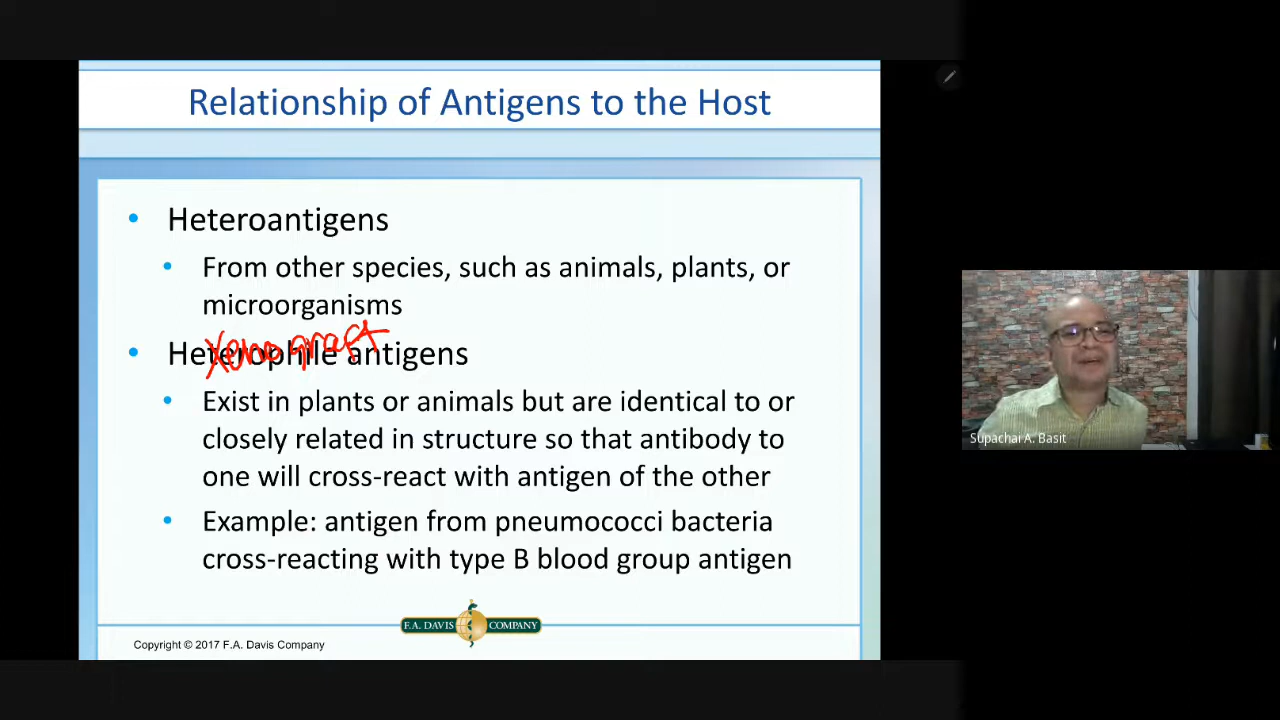 Relationship of Antigens to the Host
• Heteroantigens
• From other species, such as animals, plants, or
microorganisms
Xenograft
• Heterophile antigens
• Exist in plants or animals but are identical to or
closely related in structure so that antibody to
one will cross-react with antigen of the other
• Example: antigen from pneumococci bacteria
cross-reacting with type B blood group antigen
F.A. DAVIS COMPANY
Copyright © 2017 F.A. Davis Company
Supachai A. Basit